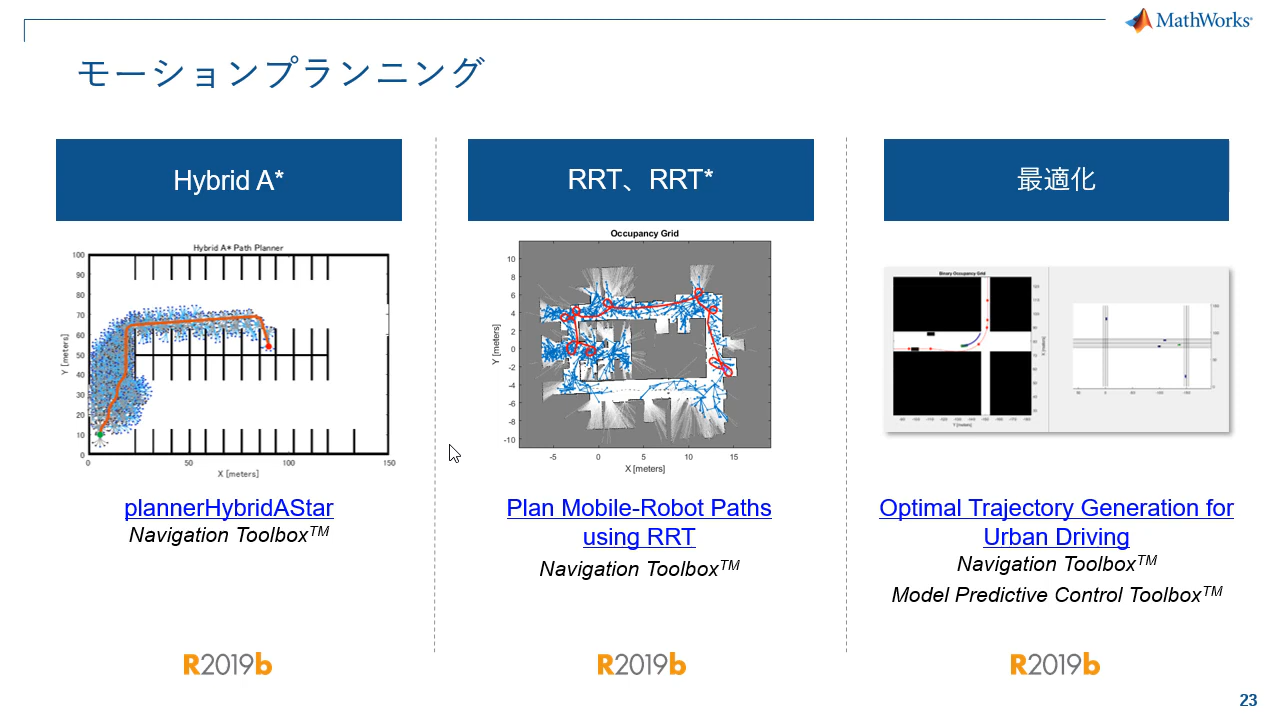 MathWorks®
モーションプランニング
Hybrid A*
Hybrid A* Path Planner
100
90
80
70
60
50
40
30
20
10
0
Y [meters]
0 50 100 150
X [meters]
plannerHybridAStar
Navigation Toolbox™
R2019b
RRT、RRT*
Occupancy Grid
10
8
6
4
2
0
-2
-4
-6
-8
-10
Y [meters]
-5 0 5 10 15
X [meters]
Plan Mobile-Robot Paths
using RRT
Navigation Toolbox™
R2019b
最適化
Binary Occupancy Grid
Y [meters]
X [meters]
Optimal Trajectory Generation for
Urban Driving
Navigation Toolbox™
Model Predictive Control Toolbox™
R2019b
23